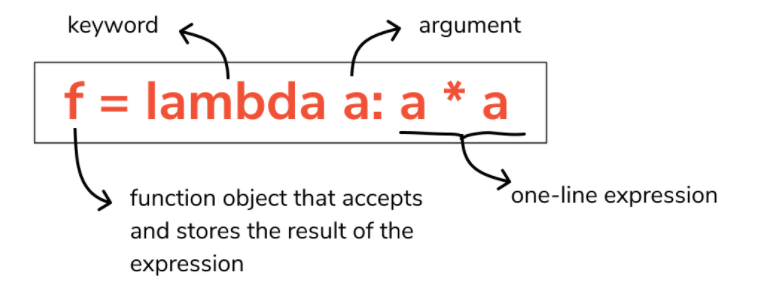 keyword
argument
f = lambda a: a * a
function object that accepts
and stores the result of the
expression
one-line expression